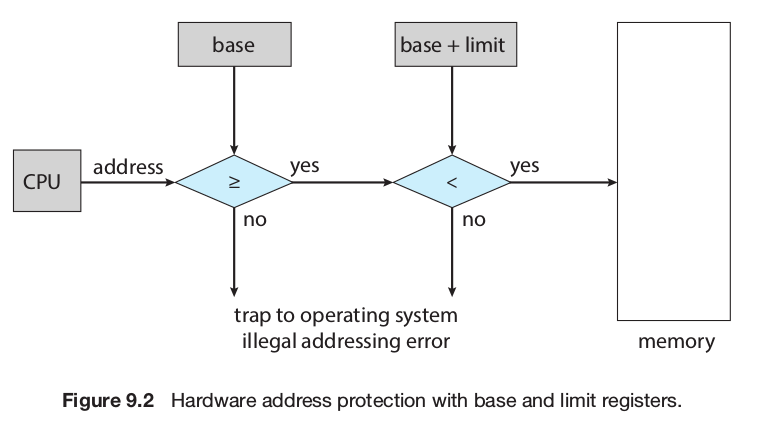 base
base + limit
CPU
address
≥
yes
<
yes
no
no
trap to operating system
illegal addressing error
memory
Figure 9.2 Hardware address protection with base and limit registers.